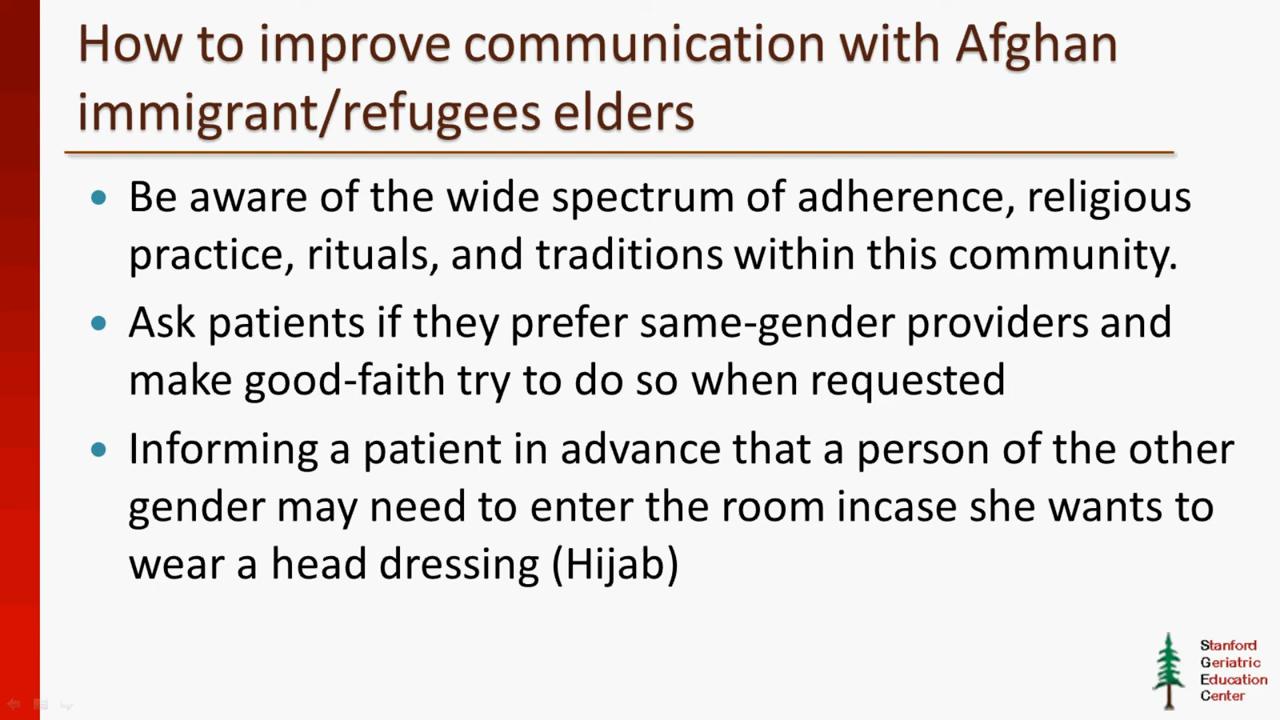 How to improve communication with Afghan
immigrant/refugees elders
• Be aware of the wide spectrum of adherence, religious
practice, rituals, and traditions within this community.
• Ask patients if they prefer same-gender providers and
make good-faith try to do so when requested
• Informing a patient in advance that a person of the other
gender may need to enter the room incase she wants to
wear a head dressing (Hijab)
Stanford
Geriatric
Education
Center